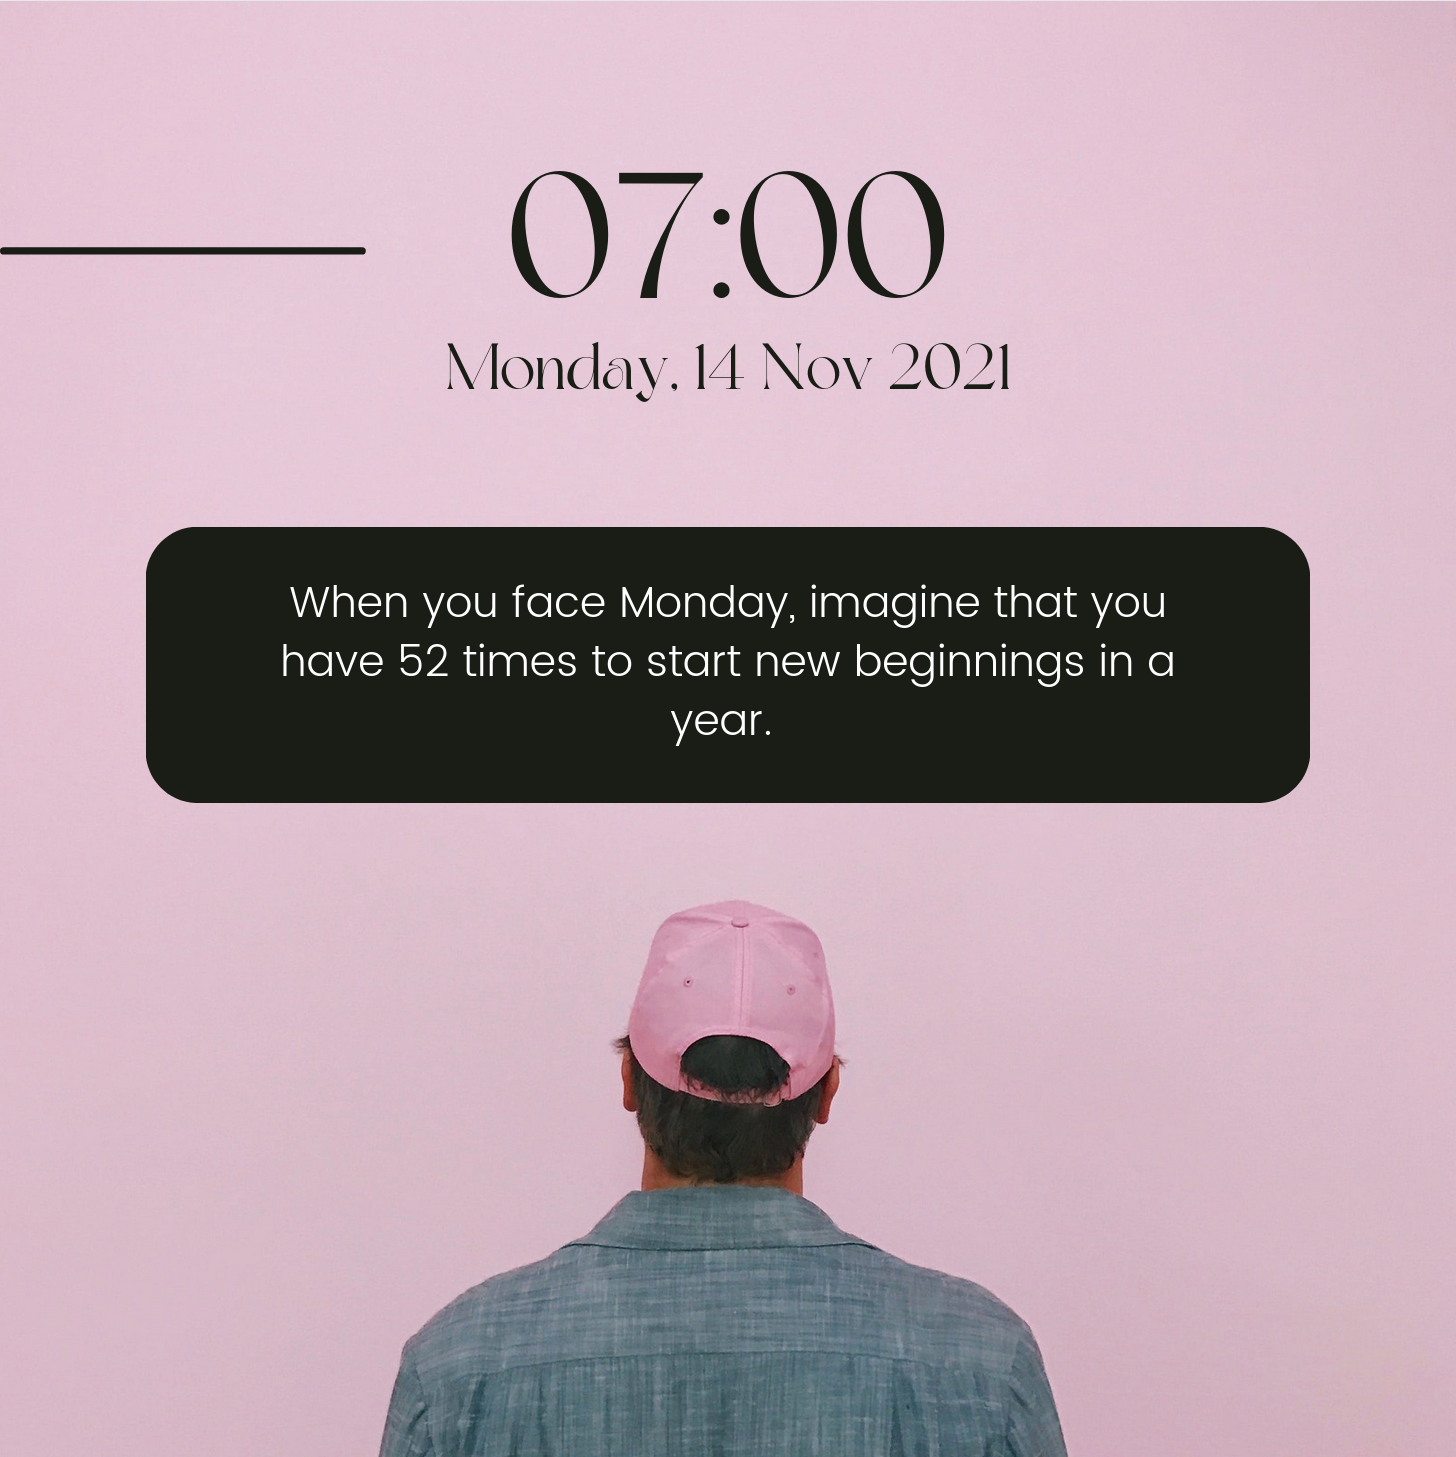 07:00
Monday, 14 Nov 2021
When you face Monday, imagine that you
have 52 times to start new beginnings in a
year.